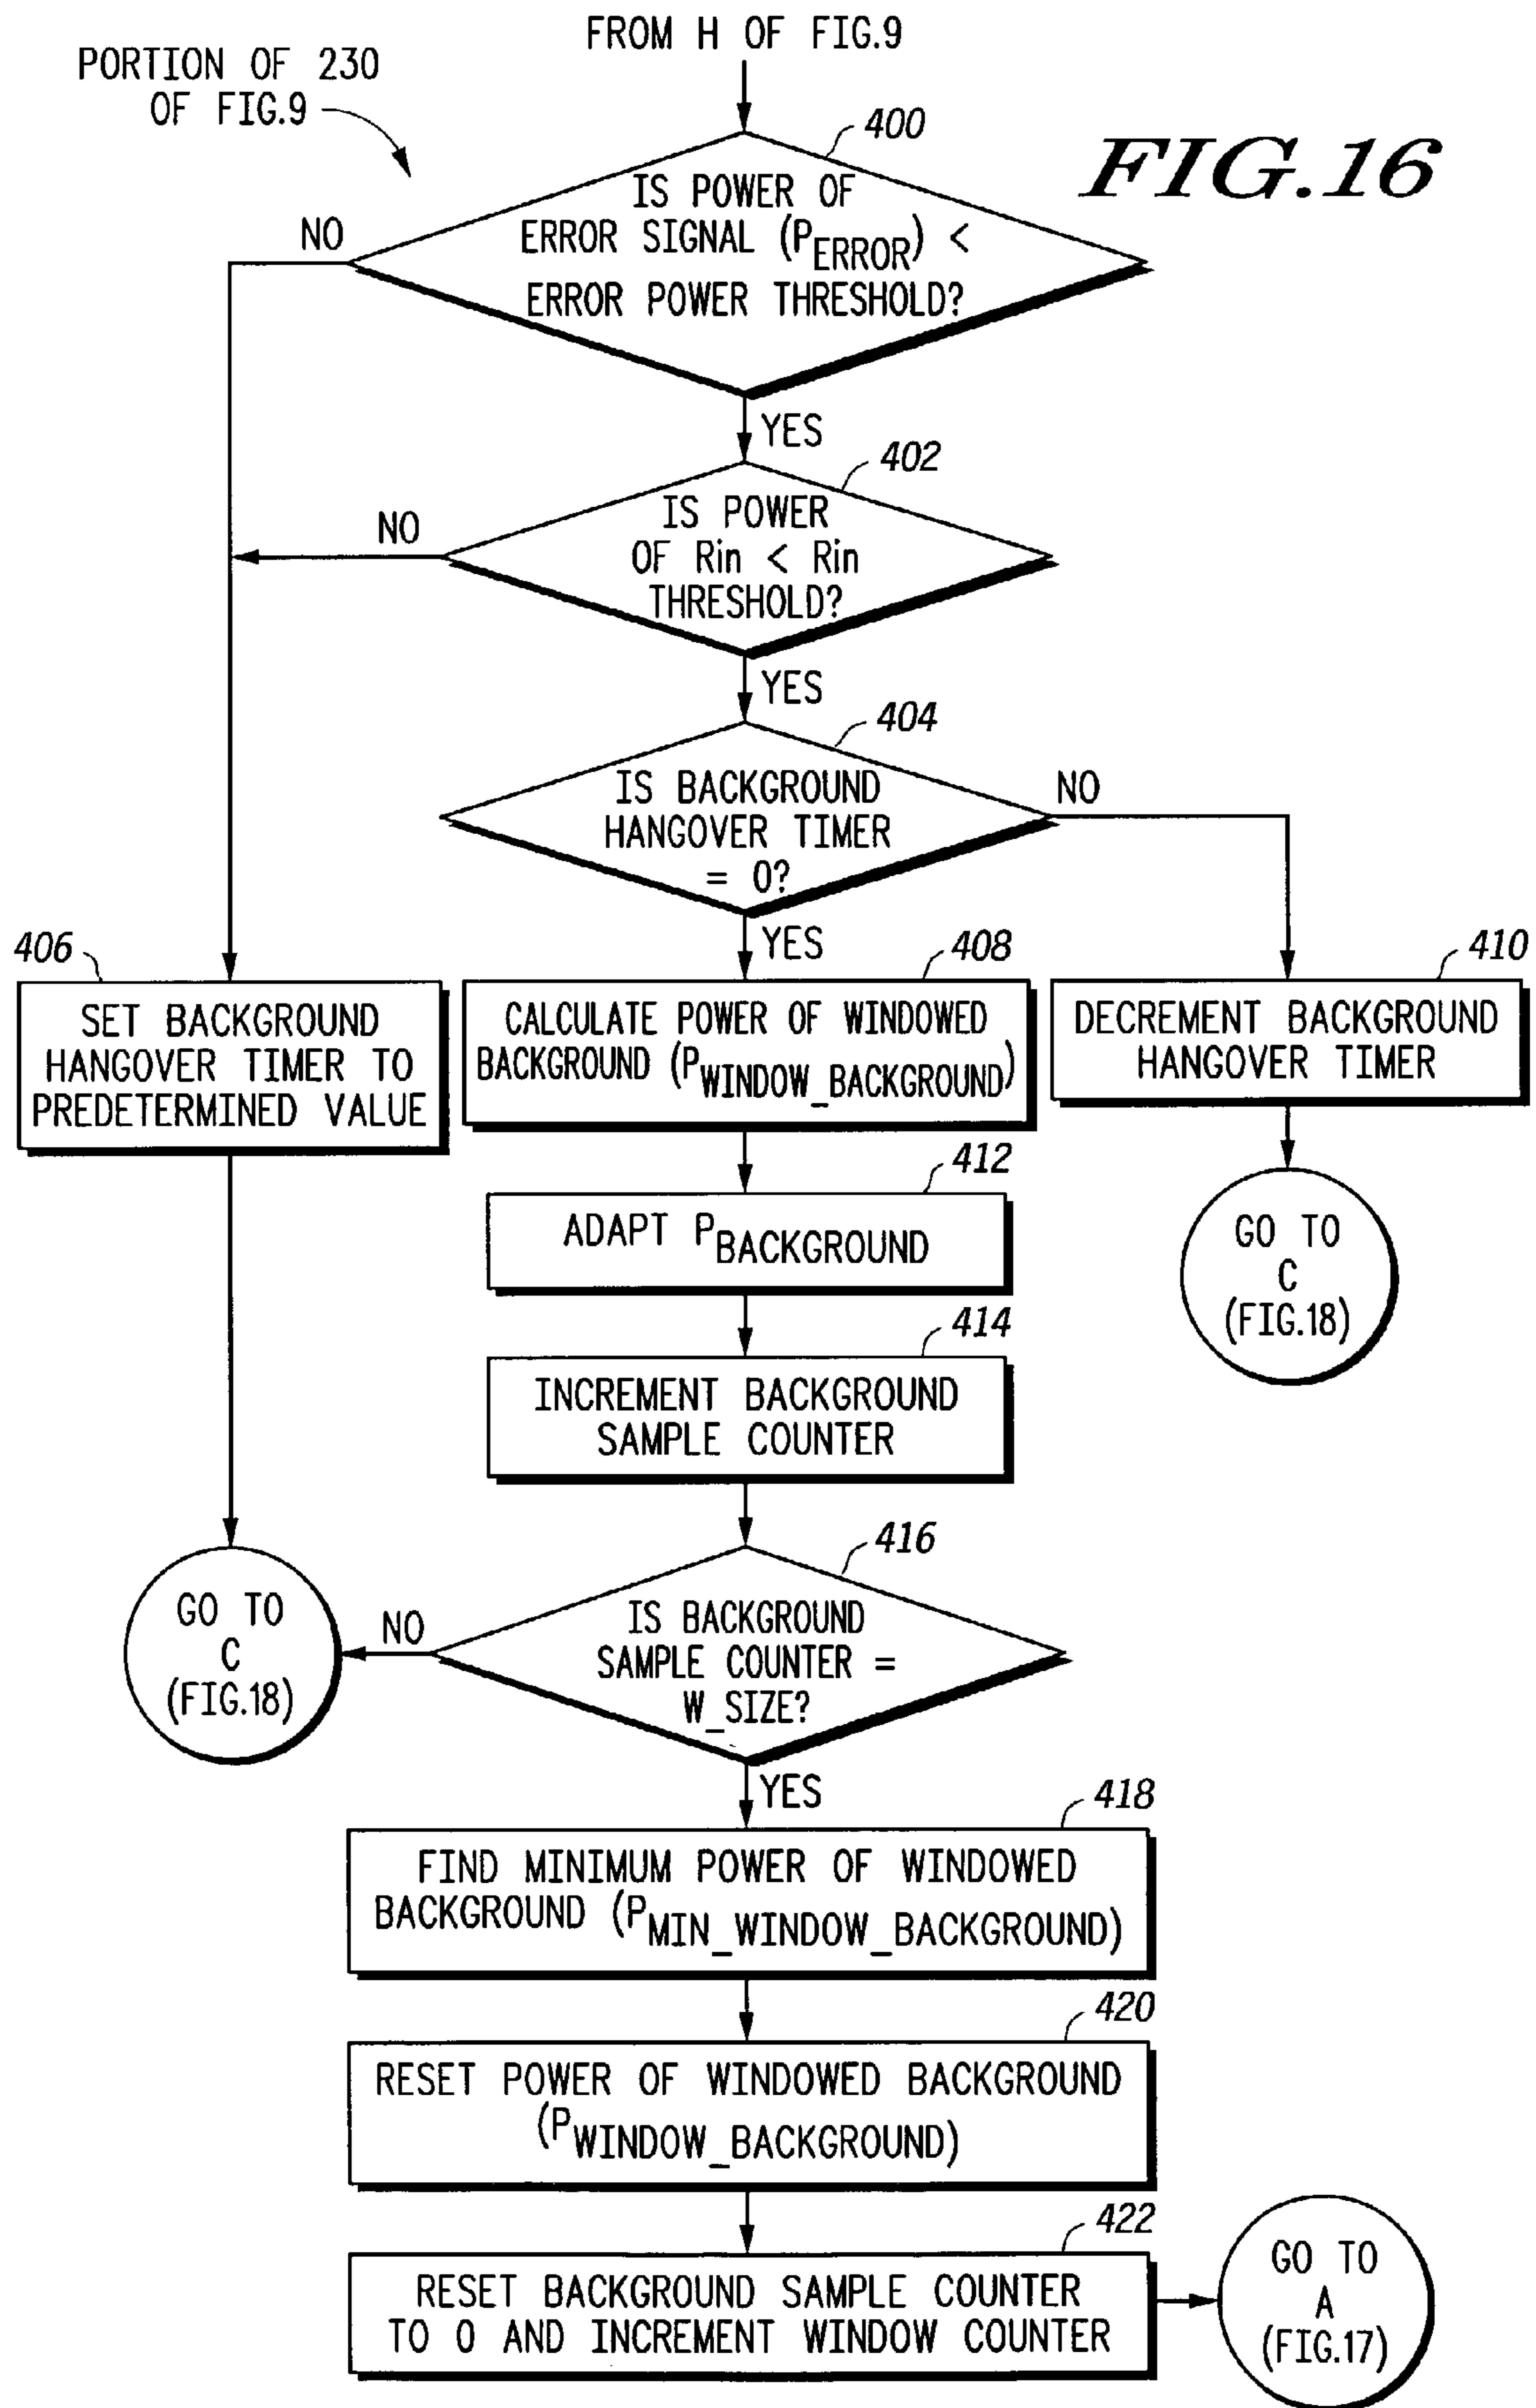 FROM H OF FIG.9
PORTION OF 230
OF FIG.9
FIG.16
400
IS POWER OF
ERROR SIGNAL (PERROR) <
ERROR POWER THRESHOLD?
NO
YES
402
IS POWER
OF Rin < Rin
THRESHOLD?
NO
YES
404
IS BACKGROUND
HANGOVER TIMER
= 0?
NO
YES
406
SET BACKGROUND
HANGOVER TIMER TO
PREDETERMINED VALUE
408
CALCULATE POWER OF WINDOWED
BACKGROUND (PWINDOW_BACKGROUND)
410
DECREMENT BACKGROUND
HANGOVER TIMER
GO TO
C
(FIG.18)
412
ADAPT PBACKGROUND
414
INCREMENT BACKGROUND
SAMPLE COUNTER
416
IS BACKGROUND
SAMPLE COUNTER =
W_SIZE?
NO
GO TO
C
(FIG.18)
YES
418
FIND MINIMUM POWER OF WINDOWED
BACKGROUND (PMIN_WINDOW_BACKGROUND)
420
RESET POWER OF WINDOWED BACKGROUND
(PWINDOW_BACKGROUND)
422
RESET BACKGROUND SAMPLE COUNTER
TO 0 AND INCREMENT WINDOW COUNTER
GO TO
A
(FIG.17)